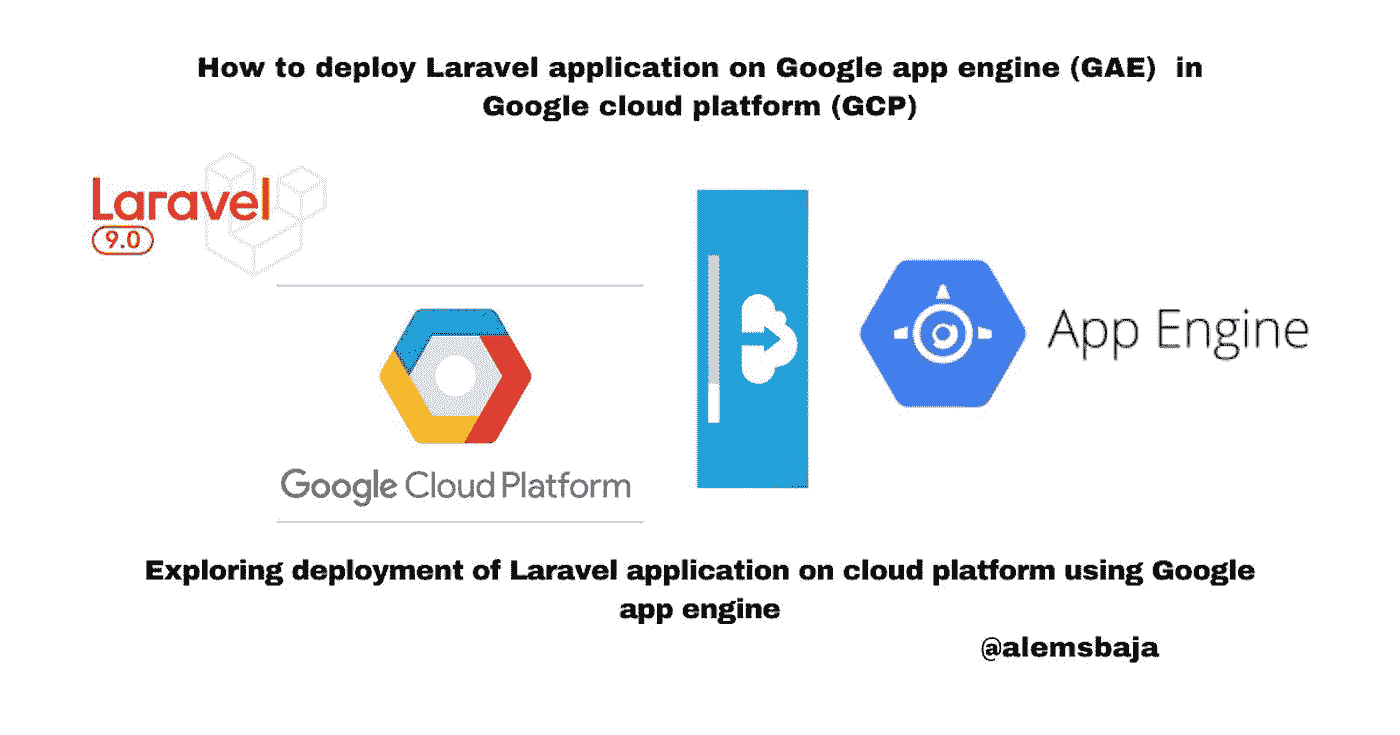 How to deploy Laravel application on Google app engine (GAE) in
Google cloud platform (GCP)
Laravel
9.0
Google Cloud Platform
App Engine
Exploring deployment of Laravel application on cloud platform using Google
app engine
@alemsbaja